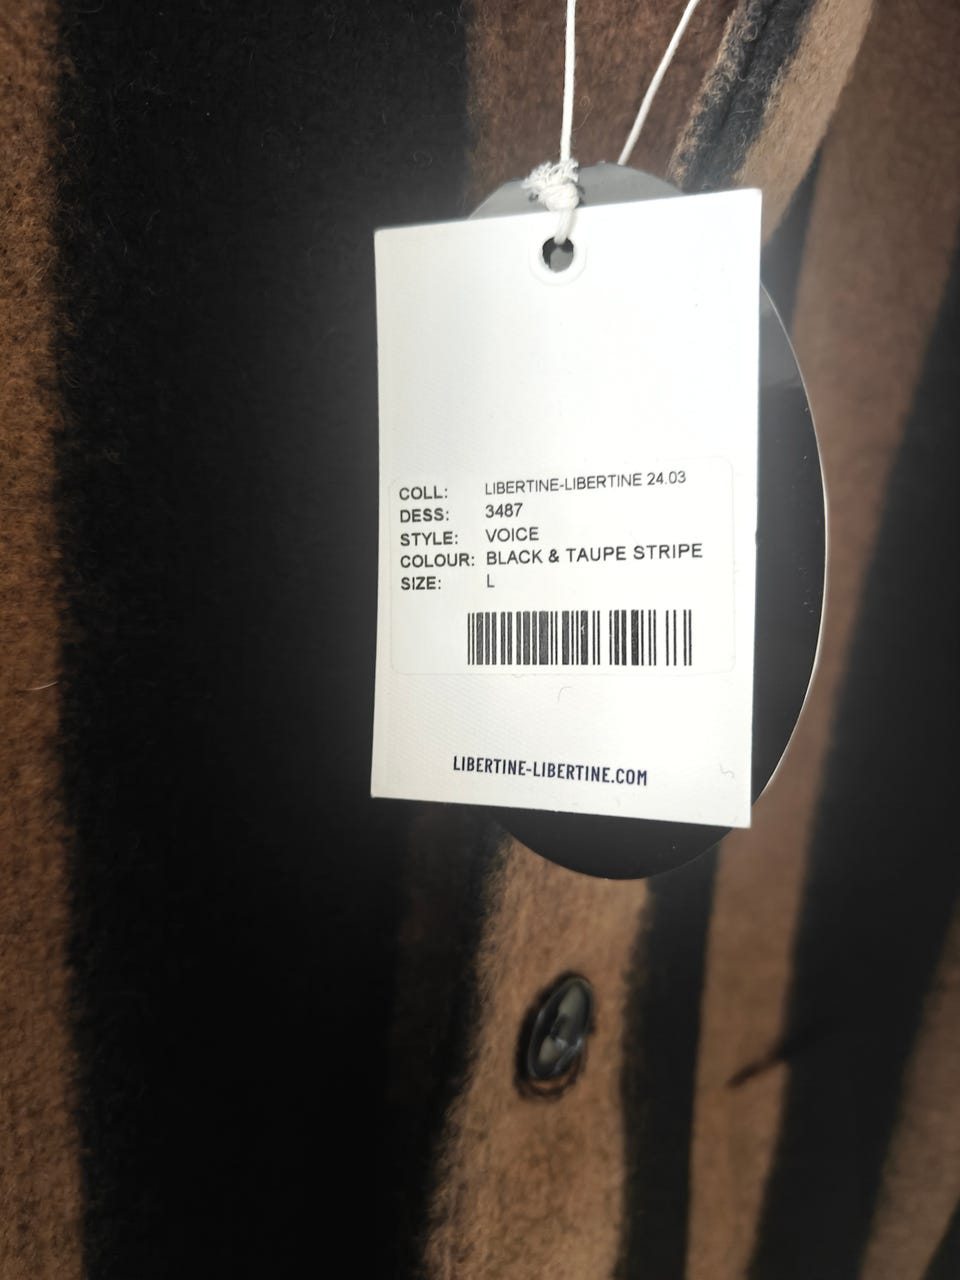 COLL: LIBERTINE-LIBERTINE 24.03
DESS: 3487
STYLE: VOICE
COLOUR: BLACK & TAUPE STRIPE
SIZE: L
LIBERTINE-LIBERTINE.COM